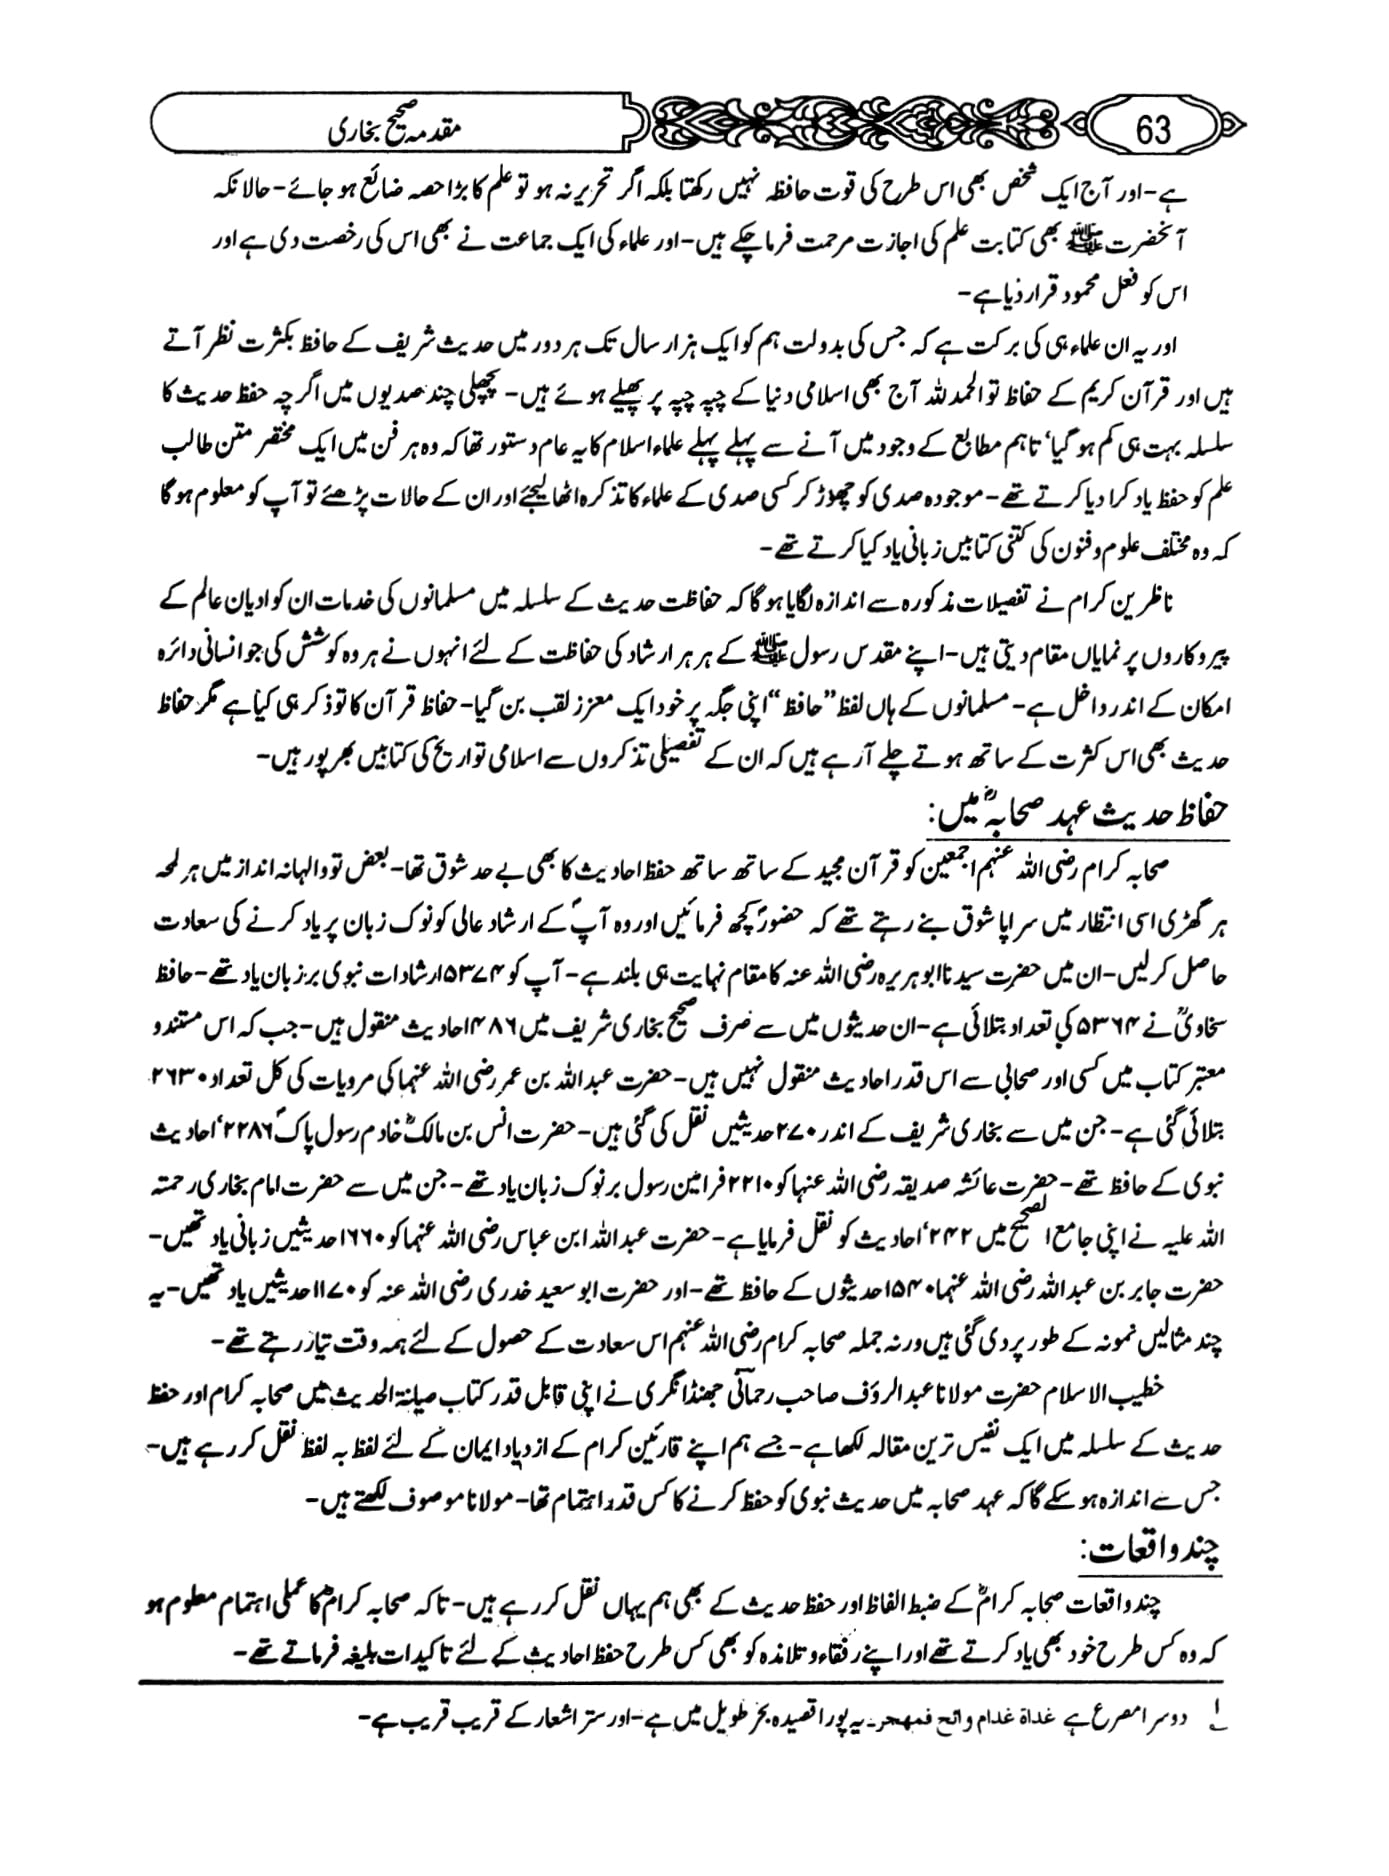 مقدمہ صحیح بخاری
63
ہے-اور آج ایک شخص بھی اس طرح کی قوت حافظہ نہیں رکھتا بلکہ اگر تحریر نہ ہو تو علم کا بڑا حصہ ضائع ہو جائے-حالانکہ
آنحضرت ﷺ بھی کتابت علم کی اجازت مرحمت فرما چکے ہیں-اور علماء کی ایک جماعت نے بھی اس کی رخصت دی ہے اور
اس کو فعل محمود قرار دیا ہے-
اور یہ ان علماء ہی کی برکت ہے کہ جس کی بدولت ہم کو ایک ہزار سال تک ہر دور میں حدیث شریف کے حافظ بکثرت نظر آتے
ہیں اور قرآن کریم کے حفاظ تو الحمد للہ آج بھی اسلامی دنیا کے چپہ چپہ پر پھیلے ہوئے ہیں-پچھلی چند صدیوں میں اگرچہ حفظ حدیث کا
سلسلہ بہت ہی کم ہو گیا‘ تاہم مطابع کے وجود میں آنے سے پہلے پہلے علماء اسلام کا یہ عام دستور تھا کہ وہ ہر فن میں ایک مختصر متن طالب
علم کو حفظ یاد کرا دیا کرتے تھے-موجودہ صدی کو چھوڑ کر کسی صدی کے علماء کا تذکرہ اٹھا لیجئے اور ان کے حالات پڑھئے تو آپ کو معلوم ہو گا
کہ وہ مختلف علوم و فنون کی کتنی کتابیں زبانی یاد کیا کرتے تھے-
ناظرین کرام نے تفصیلات مذکورہ سے اندازہ لگایا ہو گا کہ حفاظت حدیث کے سلسلہ میں مسلمانوں کی خدمات ان کو ادیان عالم کے
پیروکاروں پر نمایاں مقام دیتی ہیں-اپنے مقدس رسول ﷺ کے ہر ہر ارشاد کی حفاظت کے لئے انہوں نے ہر وہ کوشش کی جو انسانی دائرہ
امکان کے اندر داخل ہے-مسلمانوں کے ہاں لفظ ”حافظ“ اپنی جگہ پر خود ایک معزز لقب بن گیا-حفاظ قرآن کا تو ذکر ہی کیا ہے مگر حفاظ
حدیث بھی اس کثرت کے ساتھ ہوتے چلے آ رہے ہیں کہ ان کے تفصیلی تذکروں سے اسلامی تواریخ کی کتابیں بھرپور ہیں-
حفاظ حدیث عہد صحابہؓ میں:
صحابہ کرام رضی اللہ عنہم اجمعین کو قرآن مجید کے ساتھ ساتھ حفظ احادیث کا بھی بے حد شوق تھا-بعض تو والہانہ انداز میں ہر لمحہ
ہر گھڑی اسی انتظار میں سراپا شوق بنے رہتے تھے کہ حضورؐ کچھ فرمائیں اور وہ آپؐ کے ارشاد عالی کو نوک زبان پر یاد کرنے کی سعادت
حاصل کر لیں-ان میں حضرت سیدنا ابو ہریرہ رضی اللہ عنہ کا مقام نہایت ہی بلند ہے-آپ کو ۵۳۷۴ ارشادات نبوی بر زبان یاد تھے-حافظ
سخاویؒ نے ۵۳۶۴ کی تعداد بتلائی ہے-ان حدیثوں میں سے صرف صحیح بخاری شریف میں ۴۸۶ احادیث منقول ہیں-جب کہ اس مستند و
معتبر کتاب میں کسی اور صحابی سے اس قدر احادیث منقول نہیں ہیں-حضرت عبداللہ بن عمر رضی اللہ عنہما کی مرویات کی کل تعداد ۲۶۳۰
بتلائی گئی ہے-جن میں سے بخاری شریف کے اندر ۲۷۰ حدیثیں نقل کی گئی ہیں-حضرت انس بن مالکؓ خادم رسول پاکؐ ۲۲۸۶‘ احادیث
نبوی کے حافظ تھے-حضرت عائشہ صدیقہ رضی اللہ عنہا کو ۲۲۱۰ فرامین رسول بر نوک زبان یاد تھے-جن میں سے حضرت امام بخاری رحمتہ
اللہ علیہ نے اپنی جامع الصحیح میں ۲۴۲‘ احادیث کو نقل فرمایا ہے-حضرت عبداللہ ابن عباس رضی اللہ عنہما کو ۱۶۶۰ حدیثیں زبانی یاد تھیں-
حضرت جابر بن عبداللہ رضی اللہ عنہما ۱۵۴۰ حدیثوں کے حافظ تھے-اور حضرت ابو سعید خدری رضی اللہ عنہ کو ۱۱۷۰ حدیثیں یاد تھیں-یہ
چند مثالیں نمونہ کے طور پر دی گئی ہیں ورنہ جملہ صحابہ کرام رضی اللہ عنہم اس سعادت کے حصول کے لئے ہمہ وقت تیار رہتے تھے-
خطیب الاسلام حضرت مولانا عبدالرؤف صاحب رحمانی جھنڈا نگری نے اپنی قابل قدر کتاب صیانۃ الحدیث میں صحابہ کرام اور حفظ
حدیث کے سلسلہ میں ایک نفیس ترین مقالہ لکھا ہے-جسے ہم اپنے قارئین کرام کے ازدیاد ایمان کے لئے لفظ بہ لفظ نقل کر رہے ہیں-
جس سے اندازہ ہو سکے گا کہ عہد صحابہ میں حدیث نبوی کو حفظ کرنے کا کس قدر اہتمام تھا-مولانا موصوف لکھتے ہیں-
چند واقعات:
چند واقعات صحابہ کرامؓ کے ضبط الفاظ اور حفظ حدیث کے بھی ہم یہاں نقل کر رہے ہیں-تاکہ صحابہ کرامؓ کا عملی اہتمام معلوم ہو
کہ وہ کس طرح خود بھی یاد کرتے تھے اور اپنے رفقاء و تلامذہ کو بھی کس طرح حفظ احادیث کے لئے تاکیدات بلیغہ فرماتے تھے-
۱ دوسرا مصرع ہے غداة غدام وائح فمهجر-یہ پورا قصیدہ بحر طویل میں ہے-اور ستر اشعار کے قریب قریب ہے-